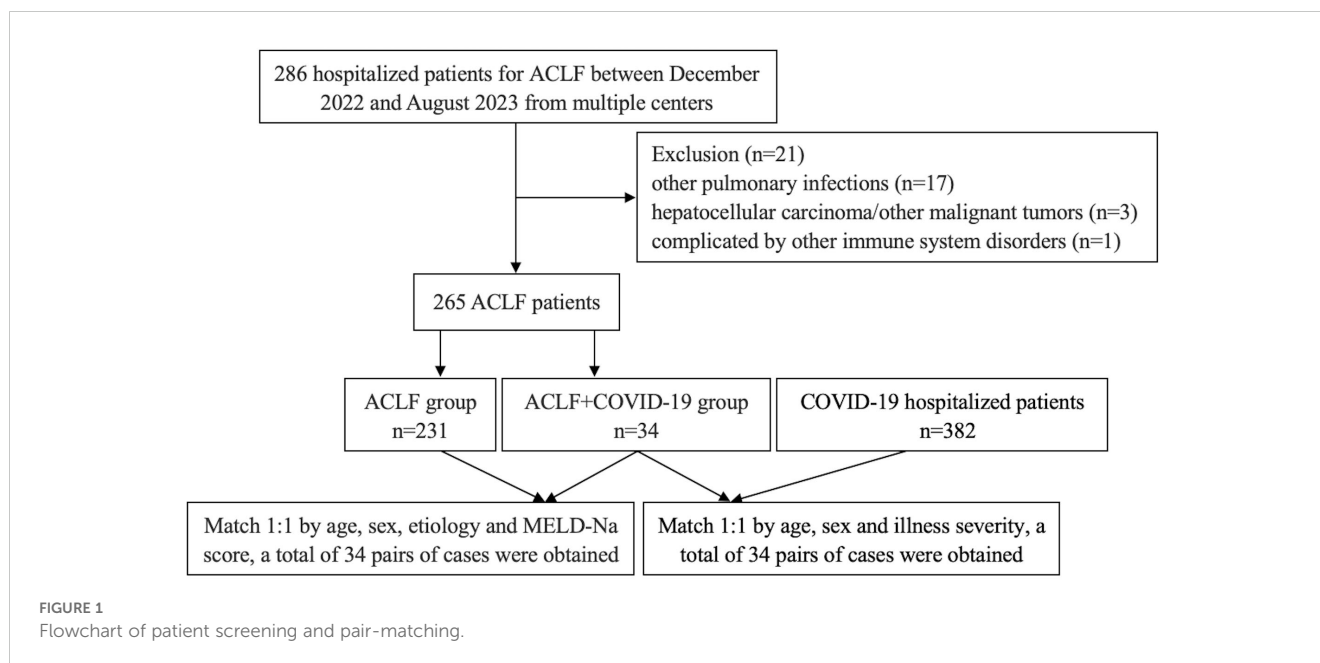 286 hospitalized patients for ACLF between December
2022 and August 2023 from multiple centers
Exclusion (n=21)
other pulmonary infections (n=17)
hepatocellular carcinoma/other malignant tumors (n=3)
complicated by other immune system disorders (n=1)
265 ACLF patients
ACLF group
n=231
ACLF+COVID-19 group
n=34
COVID-19 hospitalized patients
n=382
Match 1:1 by age, sex, etiology and MELD-Na
score, a total of 34 pairs of cases were obtained
Match 1:1 by age, sex and illness severity, a
total of 34 pairs of cases were obtained
FIGURE 1
Flowchart of patient screening and pair-matching.